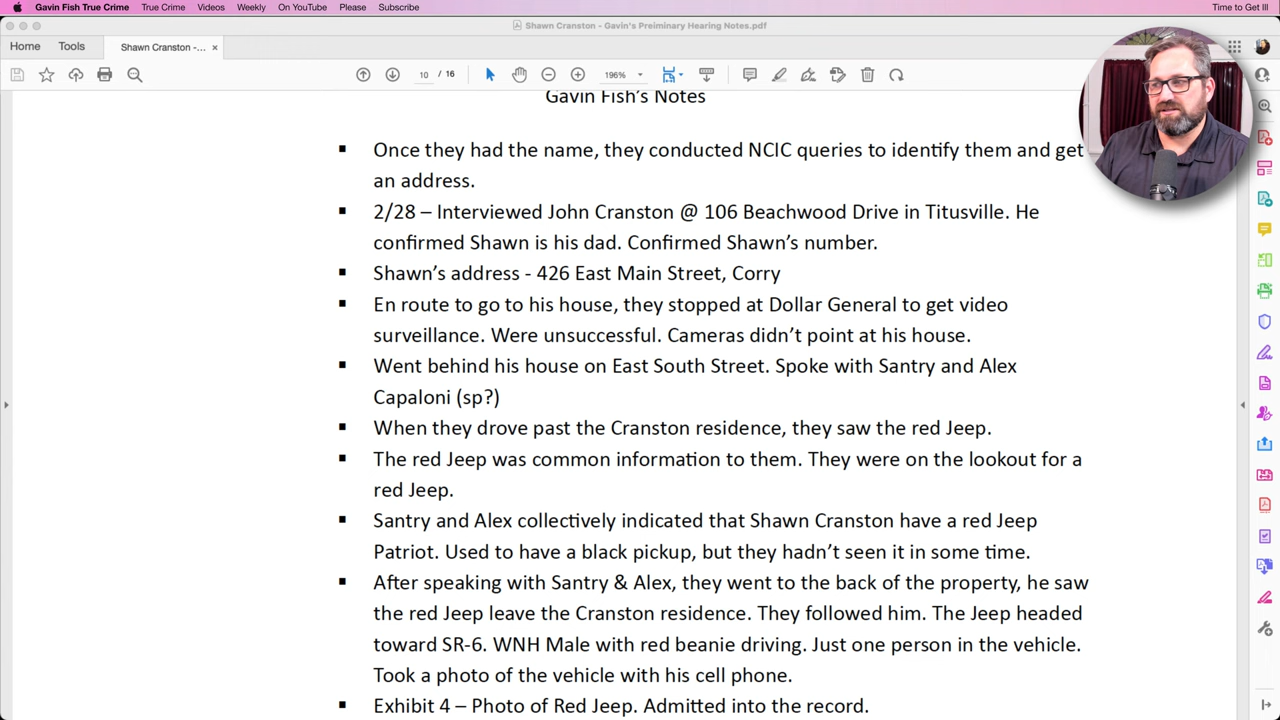 Gavin Fish True Crime True Crime Videos Weekly On YouTube Please Subscribe Time to Get Ill
Shawn Cranston - Gavin's Preiminary Hearing Notes.pdf
Home Tools Shawn Cranston -... ×
10 / 16 196%
Gavin Fish's Notes
▪ Once they had the name, they conducted NCIC queries to identify them and get
an address.
▪ 2/28 – Interviewed John Cranston @ 106 Beachwood Drive in Titusville. He
confirmed Shawn is his dad. Confirmed Shawn's number.
▪ Shawn's address - 426 East Main Street, Corry
▪ En route to go to his house, they stopped at Dollar General to get video
surveillance. Were unsuccessful. Cameras didn't point at his house.
▪ Went behind his house on East South Street. Spoke with Santry and Alex
Capaloni (sp?)
▪ When they drove past the Cranston residence, they saw the red Jeep.
▪ The red Jeep was common information to them. They were on the lookout for a
red Jeep.
▪ Santry and Alex collectively indicated that Shawn Cranston have a red Jeep
Patriot. Used to have a black pickup, but they hadn't seen it in some time.
▪ After speaking with Santry & Alex, they went to the back of the property, he saw
the red Jeep leave the Cranston residence. They followed him. The Jeep headed
toward SR-6. WNH Male with red beanie driving. Just one person in the vehicle.
Took a photo of the vehicle with his cell phone.
▪ Exhibit 4 – Photo of Red Jeep. Admitted into the record.